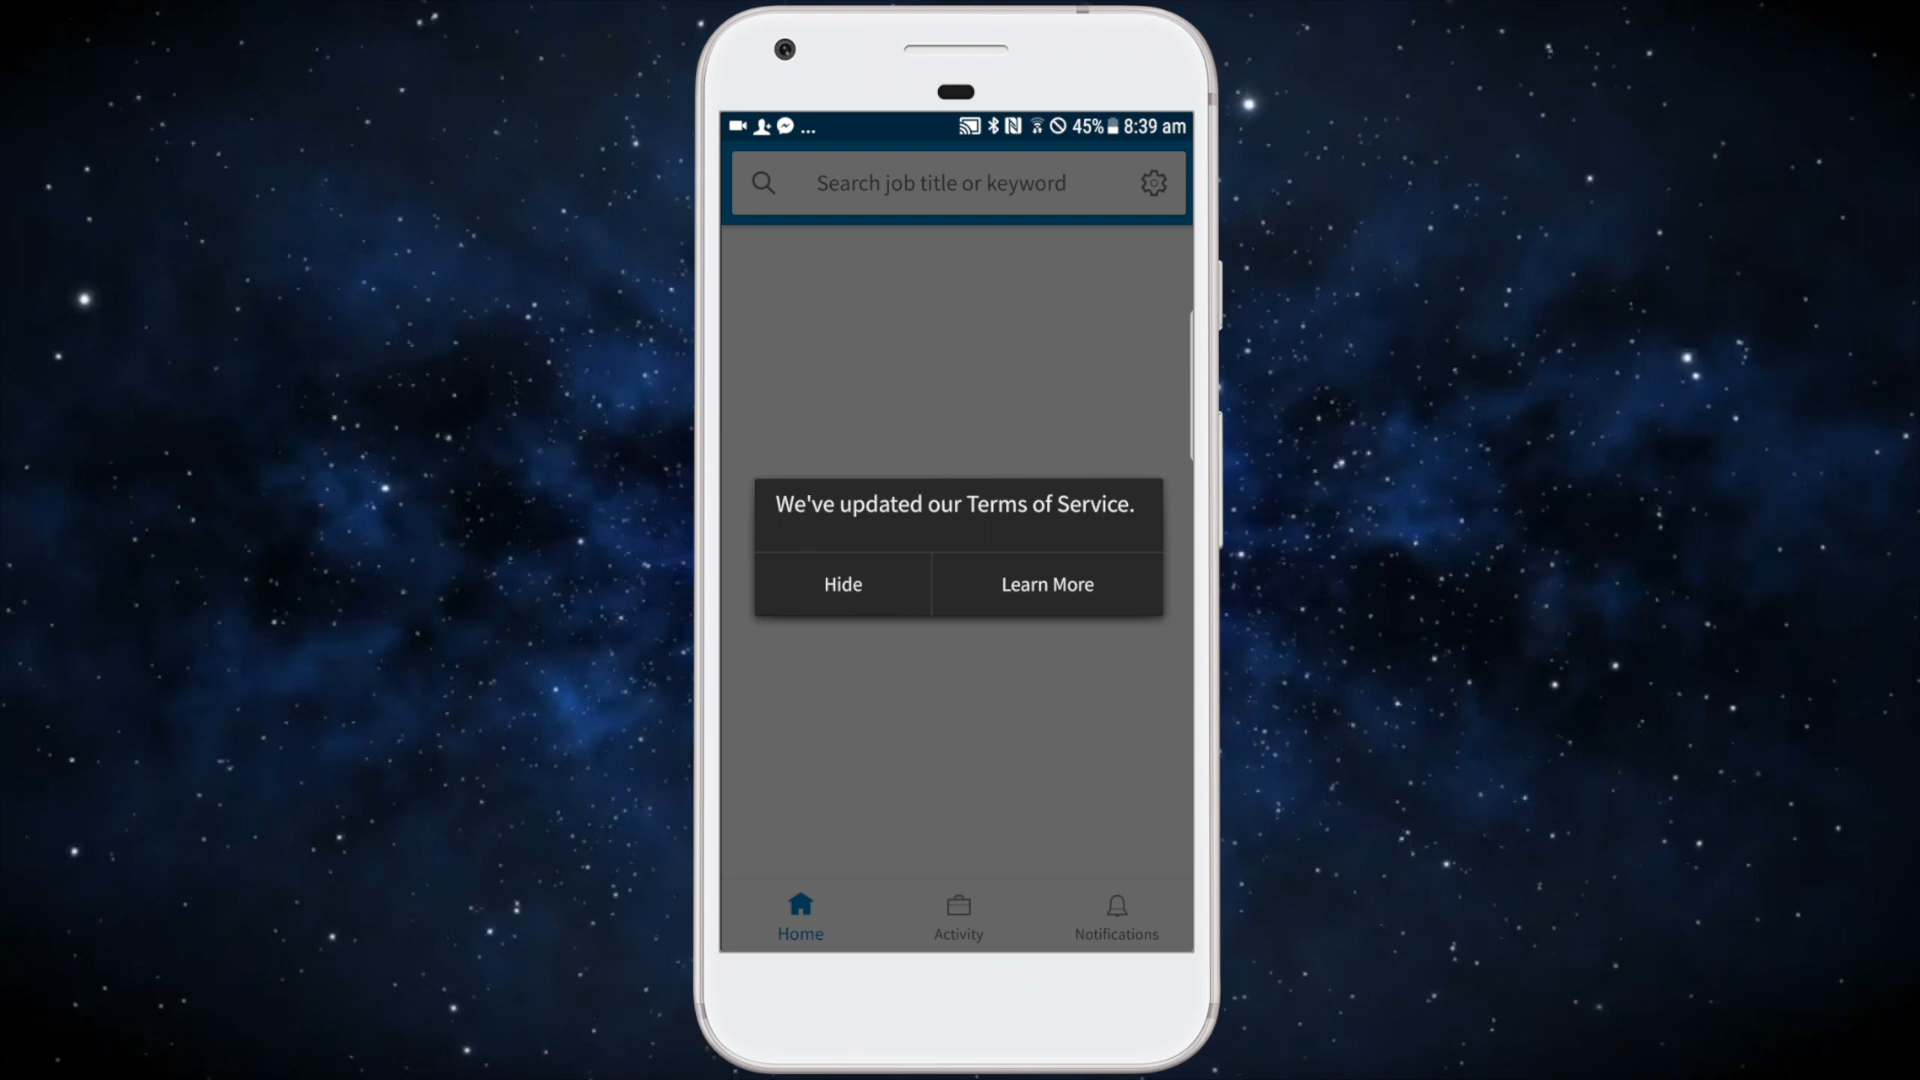 ... 45% 8:39 am
Search job title or keyword
We've updated our Terms of Service.
Hide Learn More
Home Activity Notifications